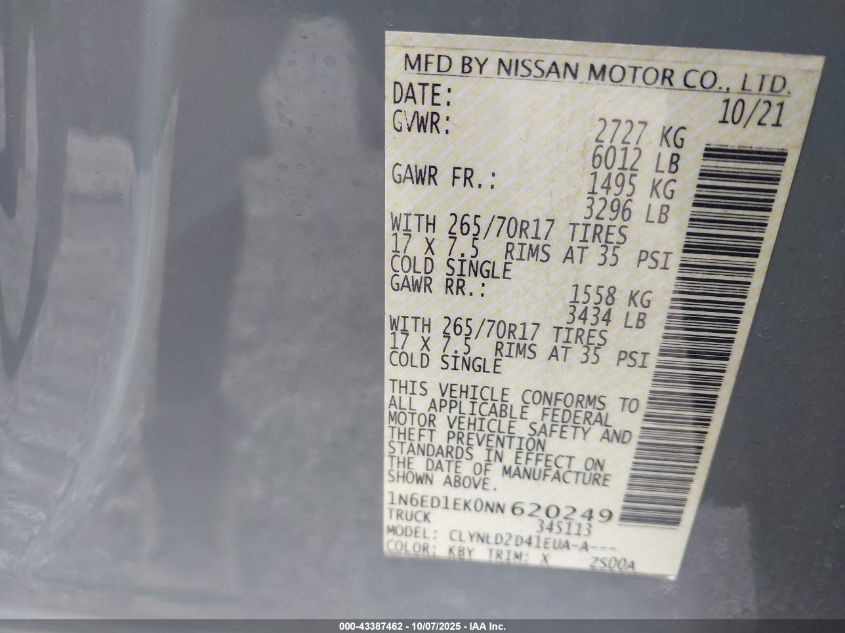 MFD BY NISSAN MOTOR CO., LTD.
DATE: 10/21
GVWR: 2727 KG
6012 LB
GAWR FR.: 1495 KG
3296 LB
WITH 265/70R17 TIRES
17 X 7.5 RIMS AT 35 PSI
COLD SINGLE
GAWR RR.: 1558 KG
3434 LB
WITH 265/70R17 TIRES
17 X 7.5 RIMS AT 35 PSI
COLD SINGLE
THIS VEHICLE CONFORMS TO
ALL APPLICABLE FEDERAL
MOTOR VEHICLE SAFETY AND
THEFT PREVENTION
STANDARDS IN EFFECT ON
THE DATE OF MANUFACTURE
SHOWN ABOVE.
1N6ED1EK0NN 620249
TRUCK 345113
MODEL: CLYNLD2D41EUA-A---
COLOR: KBY TRIM: X 2S00A
000-43387462 - 10/07/2025 - IAA Inc.